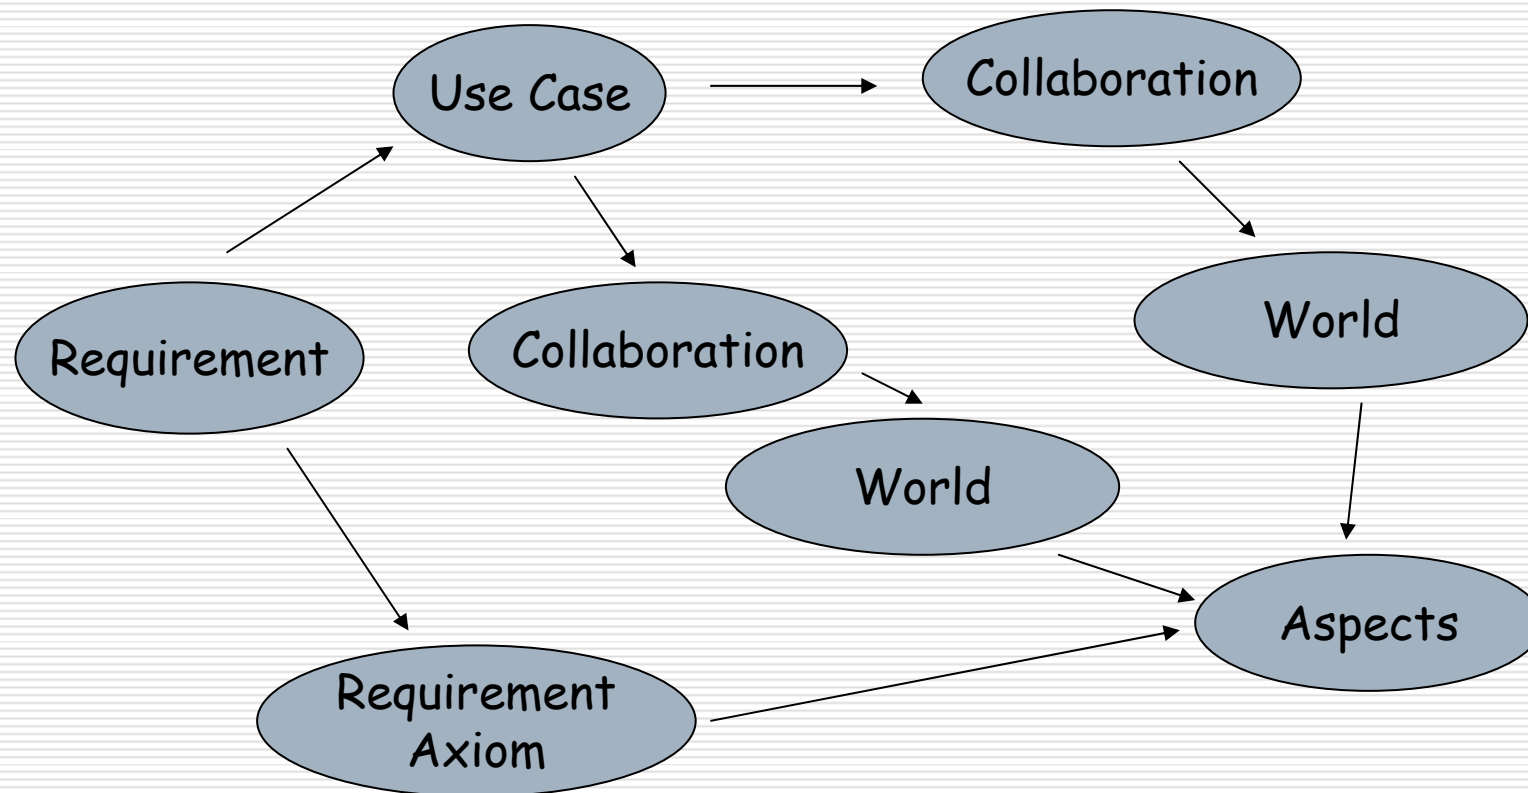 Use Case
Collaboration
Requirement
Collaboration
World
World
Aspects
Requirement
Axiom